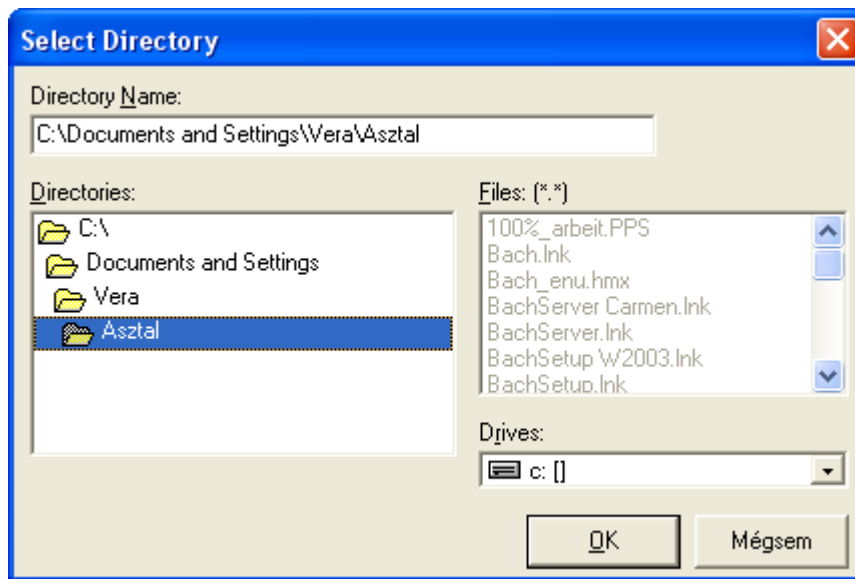 Select Directory
Directory Name:
C:\Documents and Settings\Vera\Asztal
Directories:
C:\
Documents and Settings
Vera
Asztal
Files: (*.*)
100%_arbeit.PPS
Bach.lnk
Bach_enu.hmx
BachServer Carmen.lnk
BachServer.lnk
BachSetup W2003.lnk
BachSetup.lnk
Drives:
c: []
OK
Mégsem